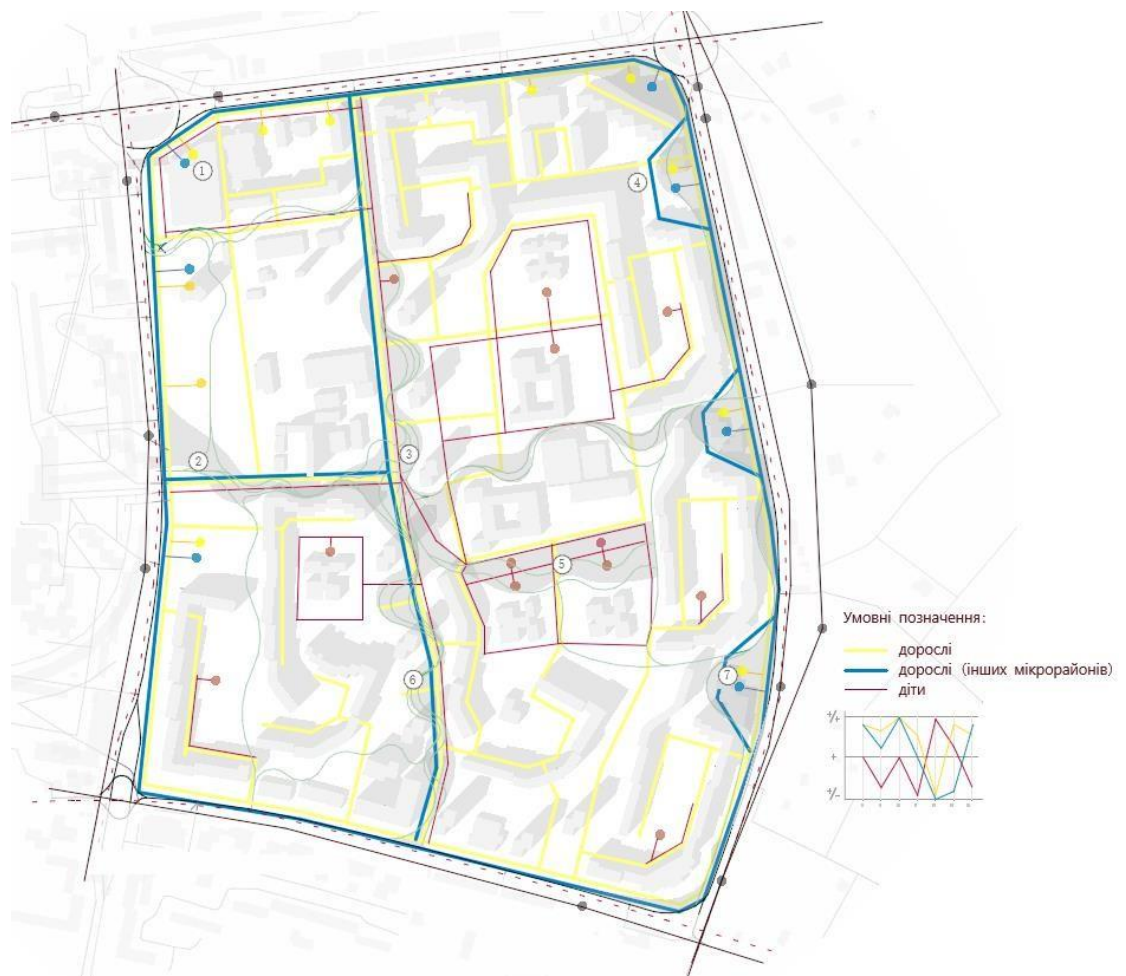 1
4
2
3
5
6
7
Умовні позначення:
дорослі
дорослі (інших мікрорайонів)
діти
+/+
+
+/-